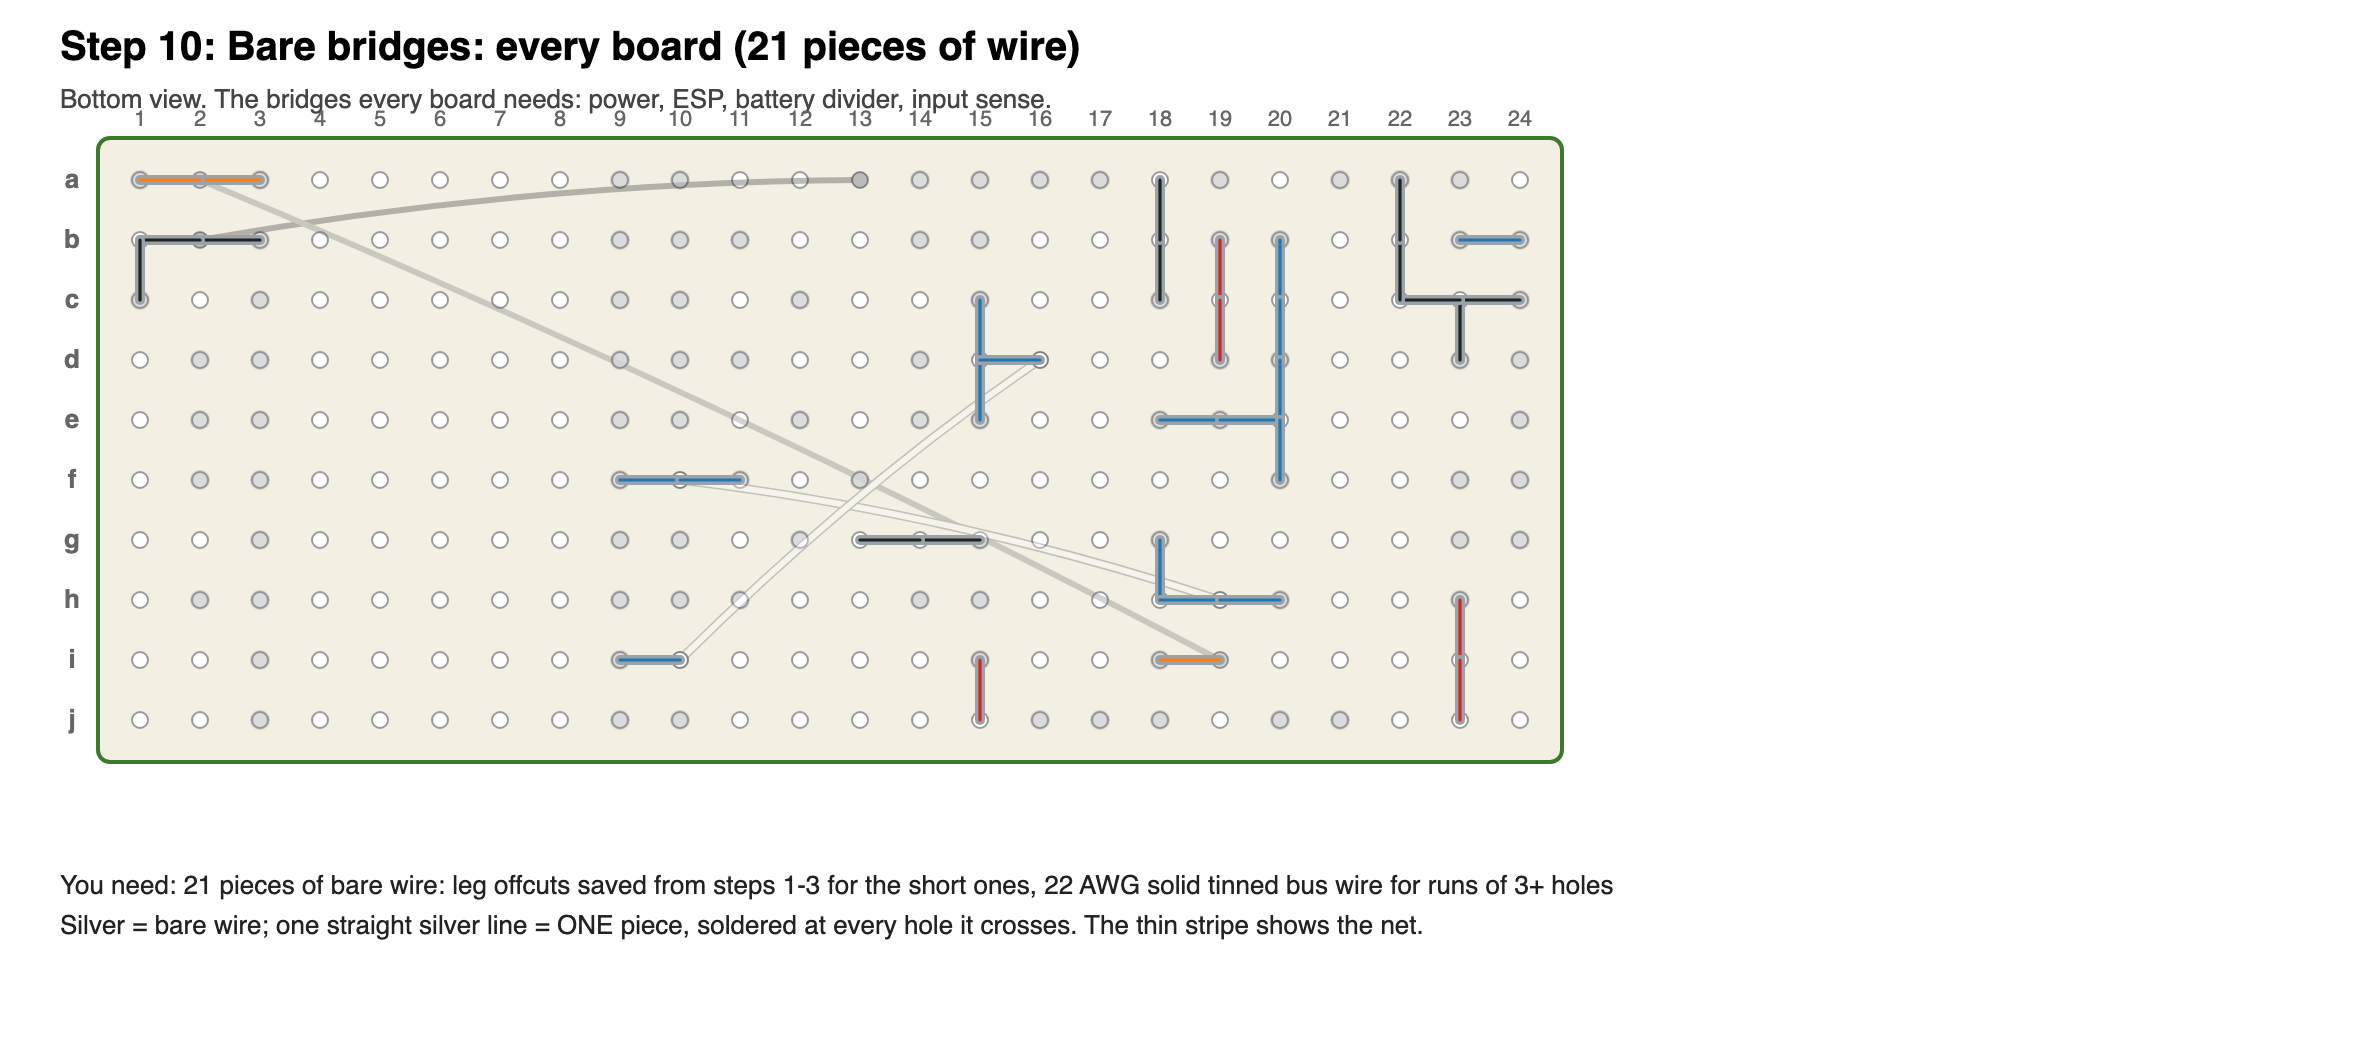 Step 10: Bare bridges: every board (21 pieces of wire)
Bottom view. The bridges every board needs: power, ESP, battery divider, input sense.
1 2 3 4 5 6 7 8 9 10 11 12 13 14 15 16 17 18 19 20 21 22 23 24
a
b
c
d
e
f
g
h
i
j
You need: 21 pieces of bare wire: leg offcuts saved from steps 1-3 for the short ones, 22 AWG solid tinned bus wire for runs of 3+ holes
Silver = bare wire; one straight silver line = ONE piece, soldered at every hole it crosses. The thin stripe shows the net.